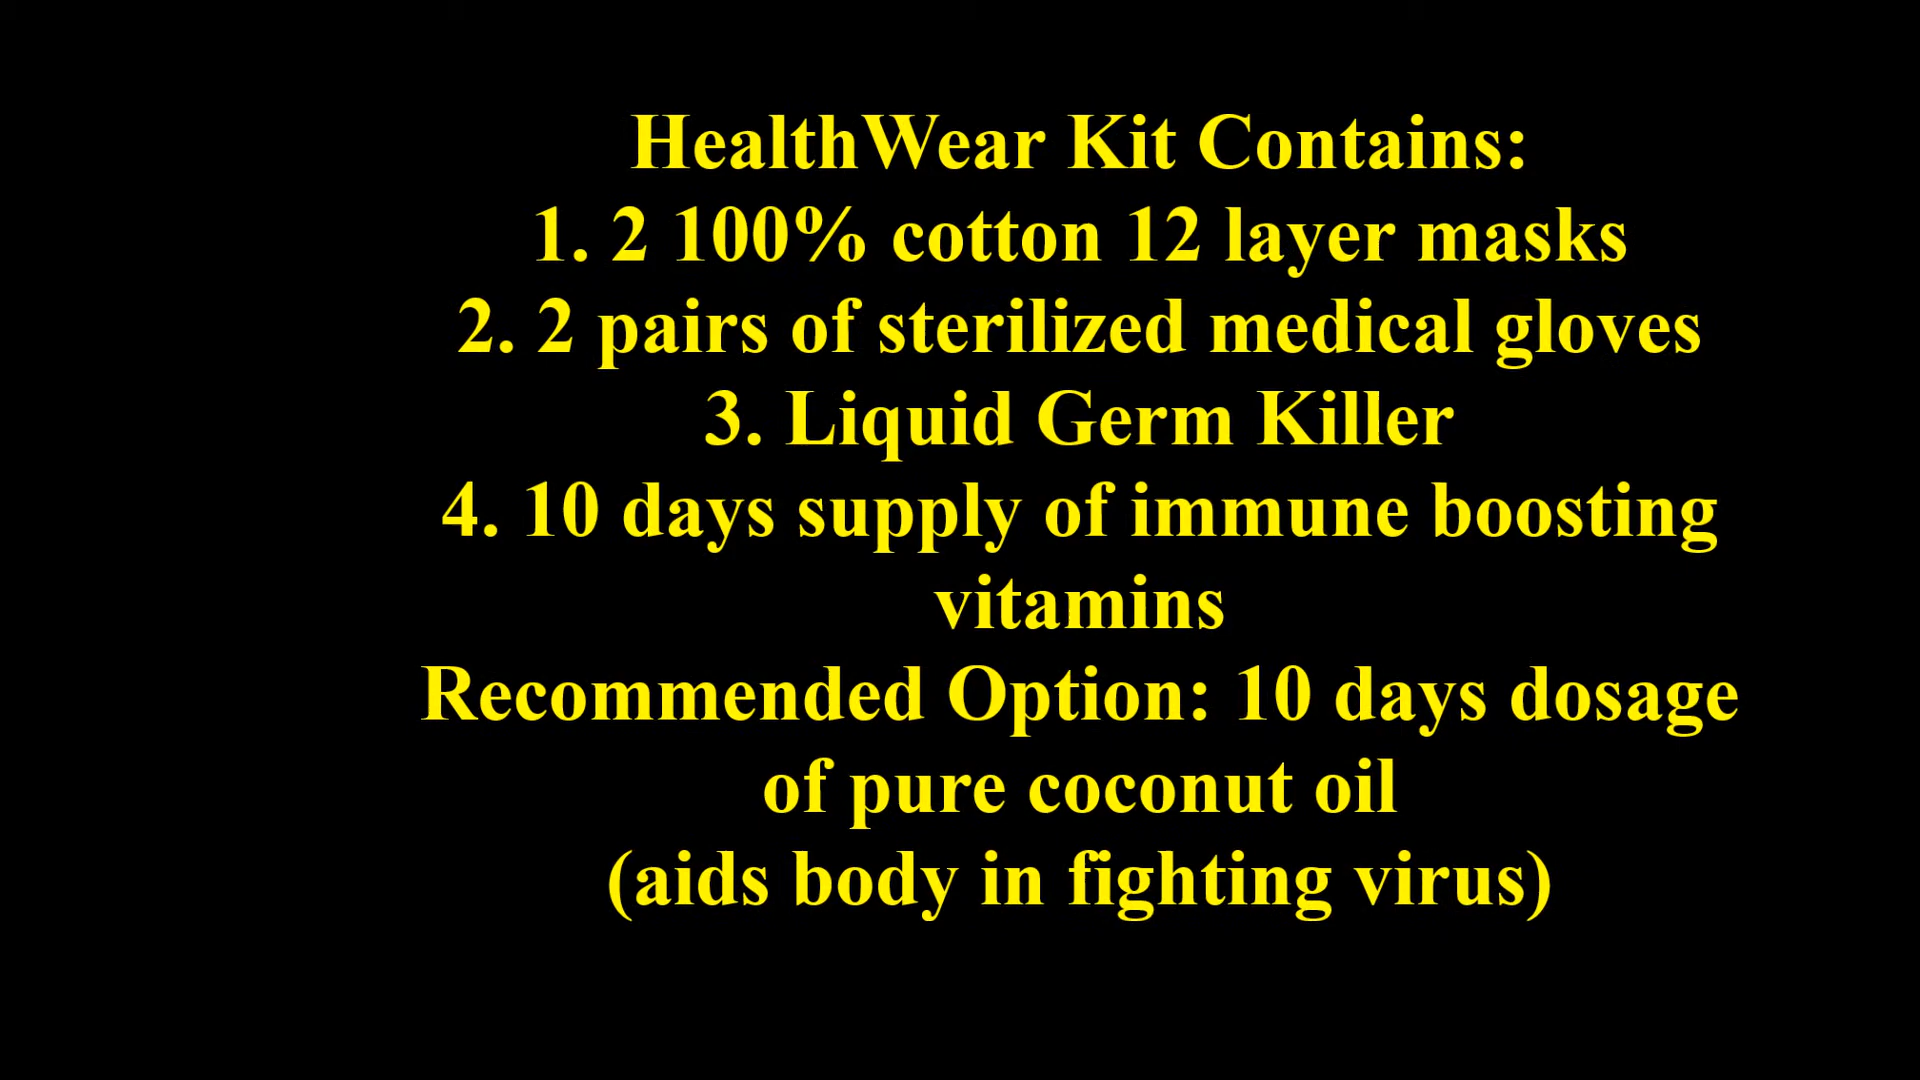 HealthWear Kit Contains:
1. 2 100% cotton 12 layer masks
2. 2 pairs of sterilized medical gloves
3. Liquid Germ Killer
4. 10 days supply of immune boosting
vitamins
Recommended Option: 10 days dosage
of pure coconut oil
(aids body in fighting virus)